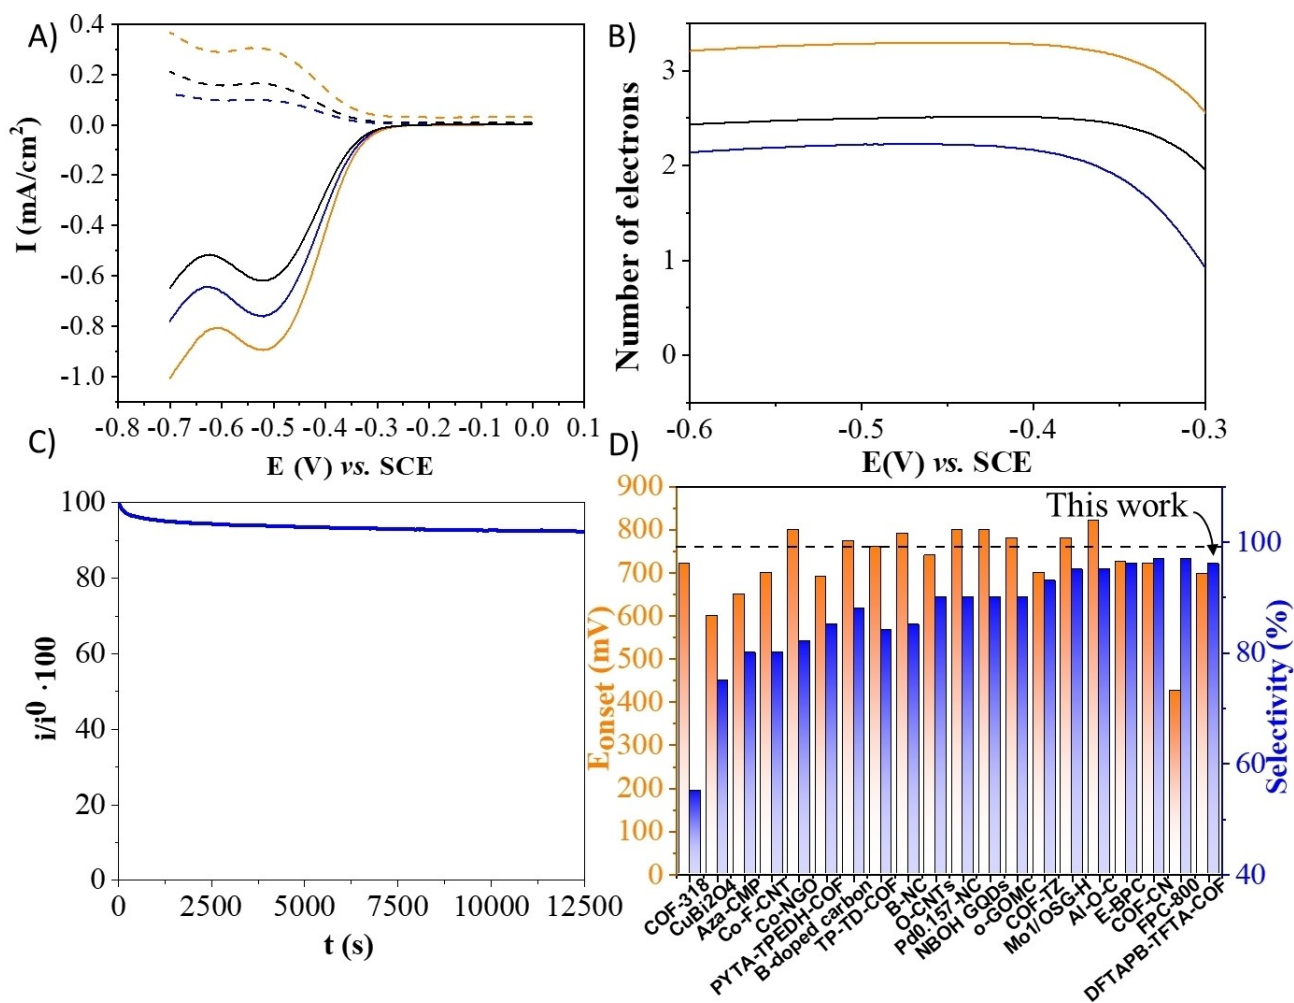 A)
0.4
0.2
0.0
-0.2
-0.4
-0.6
-0.8
-1.0
I (mA/cm²)
-0.8 -0.7 -0.6 -0.5 -0.4 -0.3 -0.2 -0.1 0.0 0.1
E (V) vs. SCE
B)
3
2
1
0
Number of electrons
-0.6 -0.5 -0.4 -0.3
E(V) vs. SCE
C)
100
80
60
40
20
0
i/i⁰ ·100
0 2500 5000 7500 10000 12500
t (s)
D)
900
800
700
600
500
400
300
200
100
0
Eonset (mV)
This work
100
80
60
40
Selectivity (%)
COF-318
CuBi2O4
Aza-CMP
Co-F-CNT
Co-NGO
PYTA-TPEDH-COF
B-doped carbon
TP-TD-COF
B-NC
O-CNTs
Pd0.157-NC
NBOH GQDs
o-GOMC
COF-TZ
Mo1/OSG-H
Al-O-C
E-BPC
COF-CN
FPC-800
DFTAPB-TFTA-COF